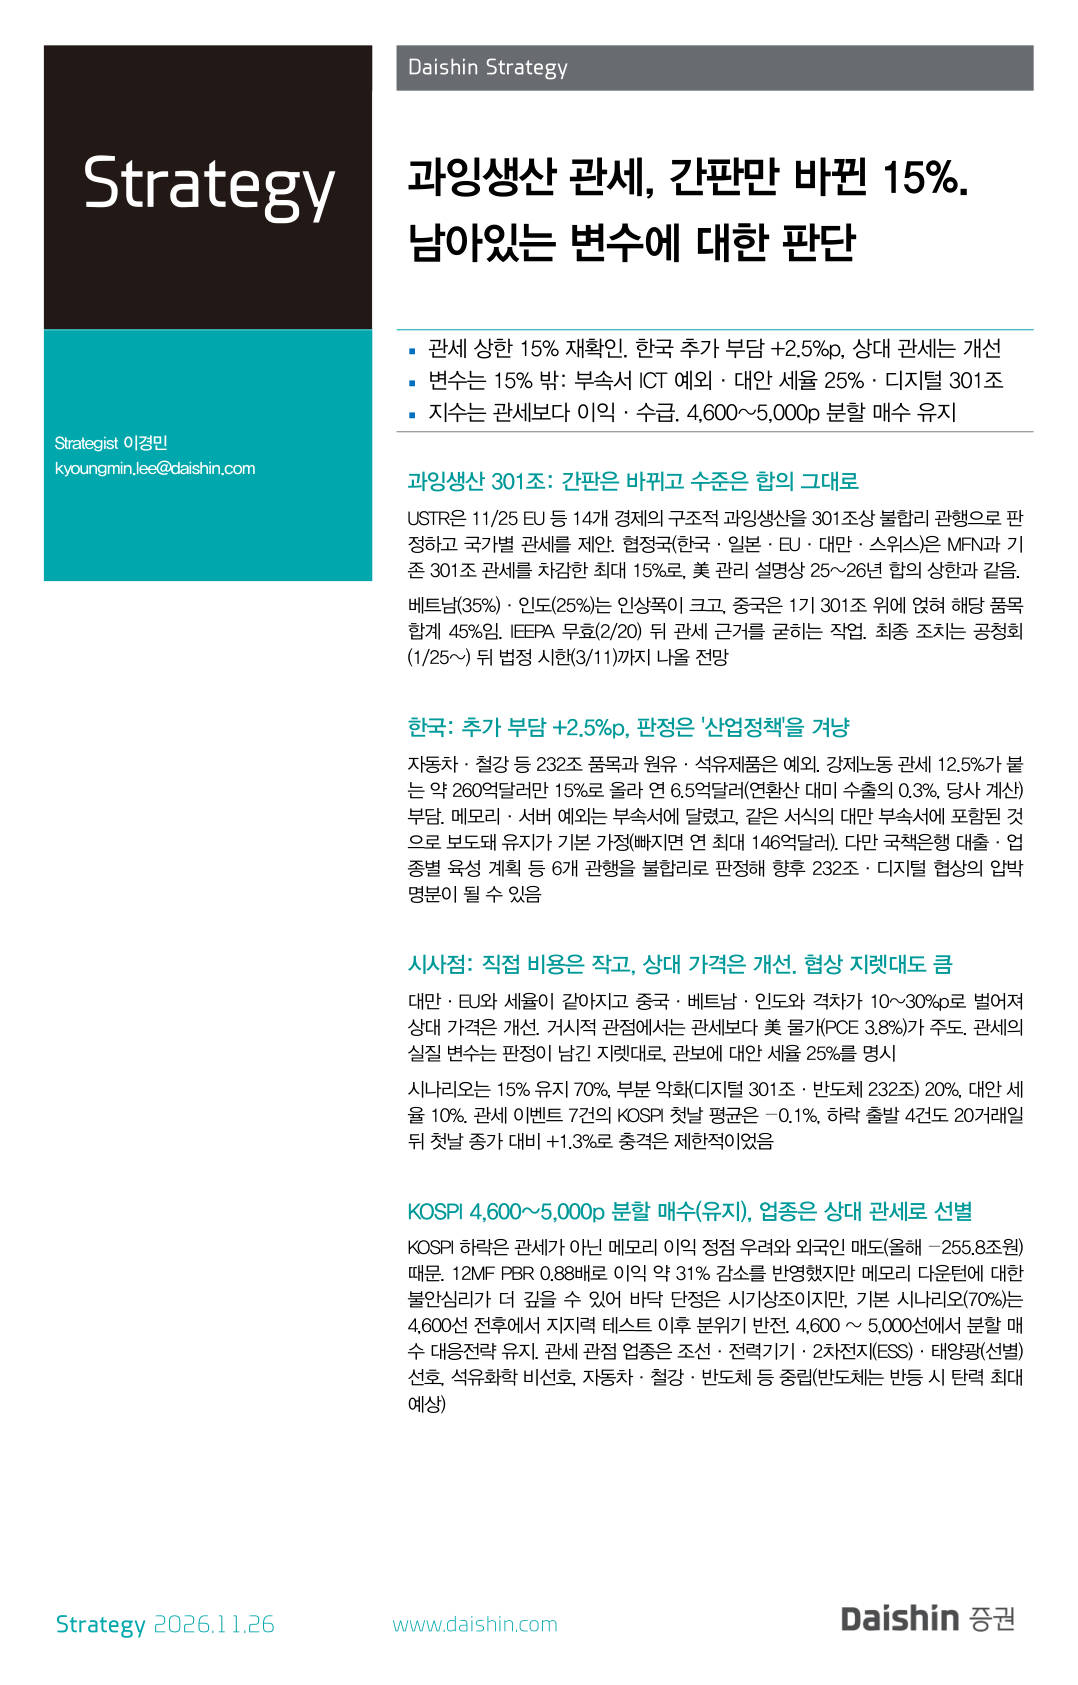 Daishin Strategy
Strategy
과잉생산 관세, 간판만 바뀐 15%.
남아있는 변수에 대한 판단
▪ 관세 상한 15% 재확인. 한국 추가 부담 +2.5%p, 상대 관세는 개선
▪ 변수는 15% 밖: 부속서 ICT 예외 · 대안 세율 25% · 디지털 301조
▪ 지수는 관세보다 이익 · 수급. 4,600~5,000p 분할 매수 유지
Strategist 이경민
kyoungmin.lee@daishin.com
과잉생산 301조: 간판은 바뀌고 수준은 합의 그대로
USTR은 11/25 EU 등 14개 경제의 구조적 과잉생산을 301조상 불합리 관행으로 판
정하고 국가별 관세를 제안. 협정국(한국 · 일본 · EU · 대만 · 스위스)은 MFN과 기
존 301조 관세를 차감한 최대 15%로, 美 관리 설명상 25~26년 합의 상한과 같음.
베트남(35%) · 인도(25%)는 인상폭이 크고, 중국은 1기 301조 위에 얹혀 해당 품목
합계 45%임. IEEPA 무효(2/20) 뒤 관세 근거를 굳히는 작업. 최종 조치는 공청회
(1/25~) 뒤 법정 시한(3/11)까지 나올 전망
한국: 추가 부담 +2.5%p, 판정은 '산업정책'을 겨냥
자동차 · 철강 등 232조 품목과 원유 · 석유제품은 예외. 강제노동 관세 12.5%가 붙
는 약 260억달러만 15%로 올라 연 6.5억달러(연환산 대미 수출의 0.3%, 당사 계산)
부담. 메모리 · 서버 예외는 부속서에 달렸고, 같은 서식의 대만 부속서에 포함된 것
으로 보도돼 유지가 기본 가정(빠지면 연 최대 146억달러). 다만 국책은행 대출 · 업
종별 육성 계획 등 6개 관행을 불합리로 판정해 향후 232조 · 디지털 협상의 압박
명분이 될 수 있음
시사점: 직접 비용은 작고, 상대 가격은 개선. 협상 지렛대도 큼
대만 · EU와 세율이 같아지고 중국 · 베트남 · 인도와 격차가 10~30%p로 벌어져
상대 가격은 개선. 거시적 관점에서는 관세보다 美 물가(PCE 3.8%)가 주도. 관세의
실질 변수는 판정이 남긴 지렛대로, 관보에 대안 세율 25%를 명시
시나리오는 15% 유지 70%, 부분 악화(디지털 301조 · 반도체 232조) 20%, 대안 세
율 10%. 관세 이벤트 7건의 KOSPI 첫날 평균은 -0.1%, 하락 출발 4건도 20거래일
뒤 첫날 종가 대비 +1.3%로 충격은 제한적이었음
KOSPI 4,600~5,000p 분할 매수(유지), 업종은 상대 관세로 선별
KOSPI 하락은 관세가 아닌 메모리 이익 정점 우려와 외국인 매도(올해 -255.8조원)
때문. 12MF PBR 0.88배로 이익 약 31% 감소를 반영했지만 메모리 다운턴에 대한
불안심리가 더 깊을 수 있어 바닥 단정은 시기상조이지만, 기본 시나리오(70%)는
4,600선 전후에서 지지력 테스트 이후 분위기 반전. 4,600 ~ 5,000선에서 분할 매
수 대응전략 유지. 관세 관점 업종은 조선 · 전력기기 · 2차전지(ESS) · 태양광(선별)
선호, 석유화학 비선호, 자동차 · 철강 · 반도체 등 중립(반도체는 반등 시 탄력 최대
예상)
Strategy 2026.11.26
www.daishin.com
Daishin 증권